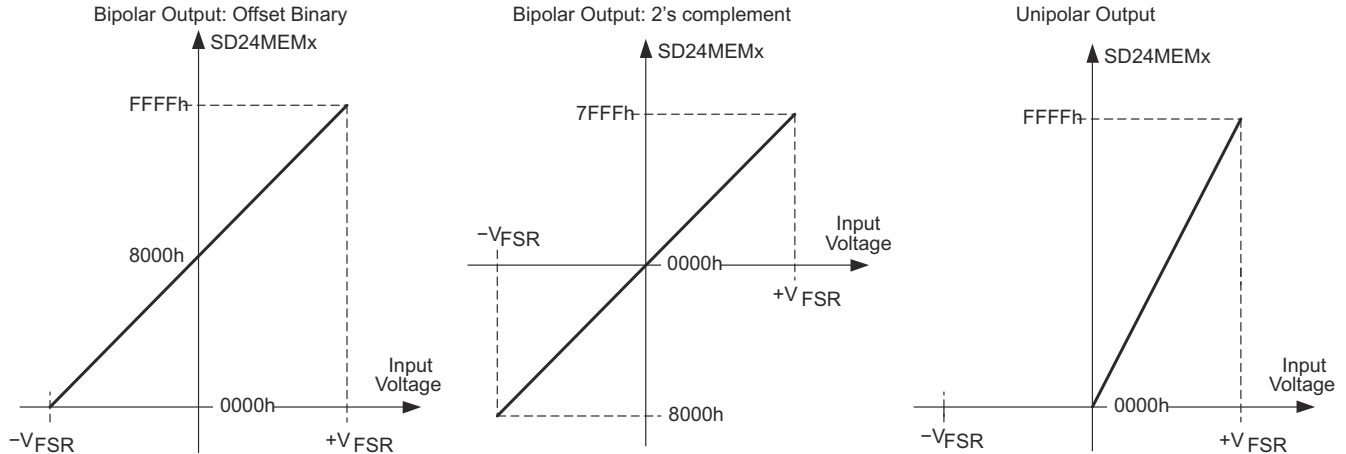 Bipolar Output: Offset Binary
SD24MEMx
FFFFh
8000h
Input
Voltage
0000h
−VFSR
+VFSR
Bipolar Output: 2's complement
SD24MEMx
7FFFh
−VFSR
Input
Voltage
0000h
+VFSR
8000h
Unipolar Output
SD24MEMx
FFFFh
Input
Voltage
0000h
−VFSR
+VFSR